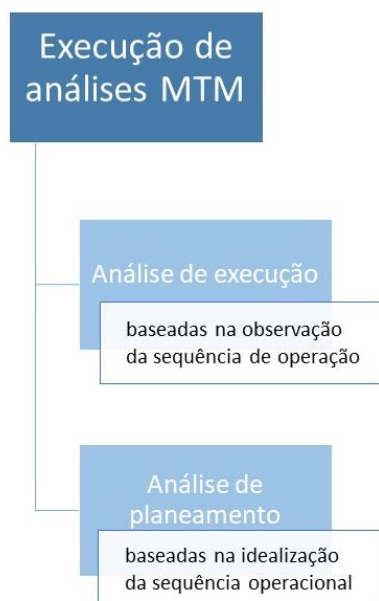 Execução de
análises MTM
Análise de execução
baseadas na observação
da sequência de operação
Análise de
planeamento
baseadas na idealização
da sequência operacional